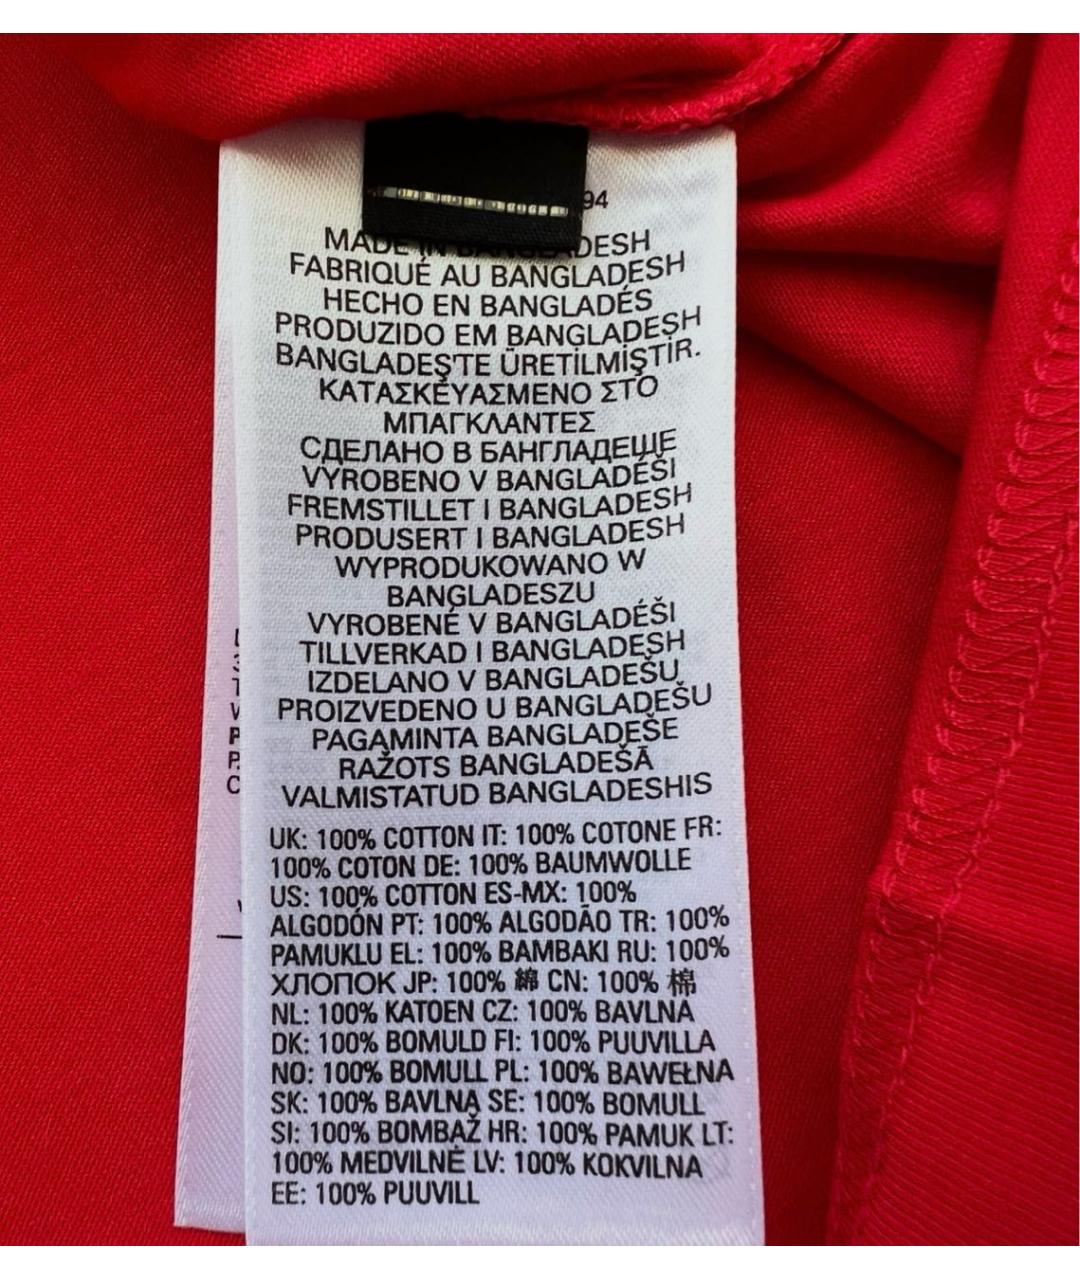 94
MADE IN BANGLADESH
FABRIQUÉ AU BANGLADESH
HECHO EN BANGLADÉS
PRODUZIDO EM BANGLADESH
BANGLADEŞ'TE ÜRETİLMİŞTİR.
ΚΑΤΑΣΚΕΥΑΣΜΕΝΟ ΣΤΟ
ΜΠΑΓΚΛΑΝΤΕΣ
СДЕЛАНО В БАНГЛАДЕШЕ
VYROBENO V BANGLADÉŠI
FREMSTILLET I BANGLADESH
PRODUSERT I BANGLADESH
WYPRODUKOWANO W
BANGLADESZU
VYROBENÉ V BANGLADÉŠI
TILLVERKAD I BANGLADESH
IZDELANO V BANGLADEŠU
PROIZVEDENO U BANGLADEŠU
PAGAMINTA BANGLADEŠE
RAŽOTS BANGLADEŠĀ
VALMISTATUD BANGLADESHIS
UK: 100% COTTON IT: 100% COTONE FR:
100% COTON DE: 100% BAUMWOLLE
US: 100% COTTON ES-MX: 100%
ALGODÓN PT: 100% ALGODÃO TR: 100%
PAMUKLU EL: 100% ΒΑΜΒΑΚΙ RU: 100%
ХЛОПОК JP: 100% 綿 CN: 100% 棉
NL: 100% KATOEN CZ: 100% BAVLNA
DK: 100% BOMULD FI: 100% PUUVILLA
NO: 100% BOMULL PL: 100% BAWEŁNA
SK: 100% BAVLNA SE: 100% BOMULL
SI: 100% BOMBAŽ HR: 100% PAMUK LT:
100% MEDVILNĖ LV: 100% KOKVILNA
EE: 100% PUUVILL